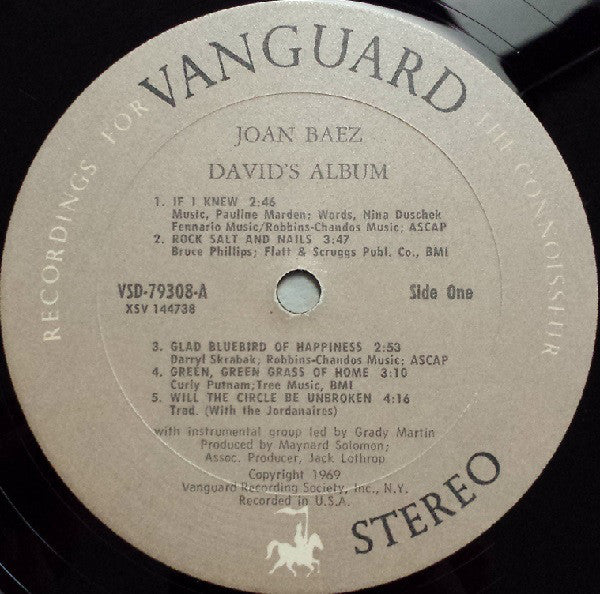 RECORDINGS FOR VANGUARD THE CONNOISSEUR
JOAN BAEZ
DAVID'S ALBUM
1. IF I KNEW 2:46
Music, Pauline Marden; Words, Nina Duschek
Fennario Music/Robbins-Chandos Music; ASCAP
2. ROCK SALT AND NAILS 3:47
Bruce Phillips; Flatt & Scruggs Publ. Co., BMI
VSD-79308-A Side One
XSV 144738
3. GLAD BLUEBIRD OF HAPPINESS 2:53
Darryl Skrabak; Robbins-Chandos Music; ASCAP
4. GREEN, GREEN GRASS OF HOME 3:10
Curly Putnam; Tree Music, BMI
5. WILL THE CIRCLE BE UNBROKEN 4:16
Trad. (With the Jordanaires)
with instrumental group led by Grady Martin
Produced by Maynard Solomon;
Assoc. Producer, Jack Lothrop
Copyright 1969
Vanguard Recording Society, Inc., N.Y.
Recorded in U.S.A.
STEREO